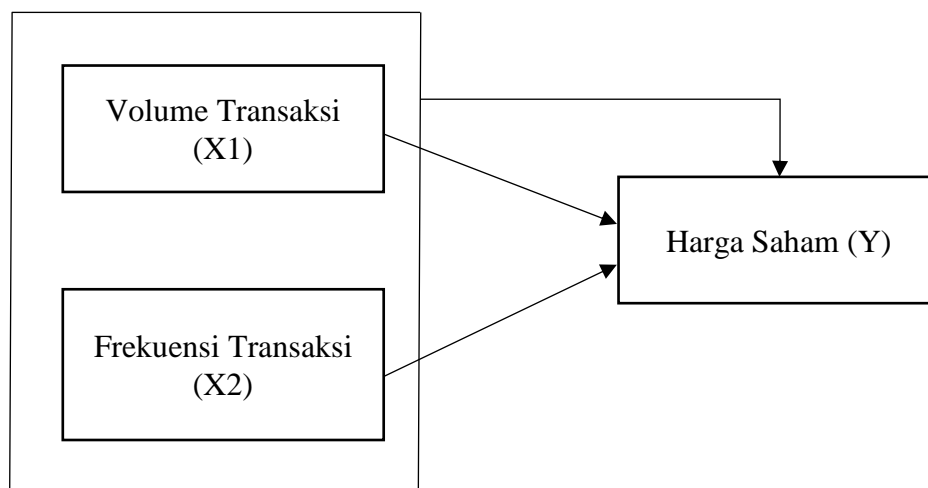 Volume Transaksi
(X1)
Harga Saham (Y)
Frekuensi Transaksi
(X2)